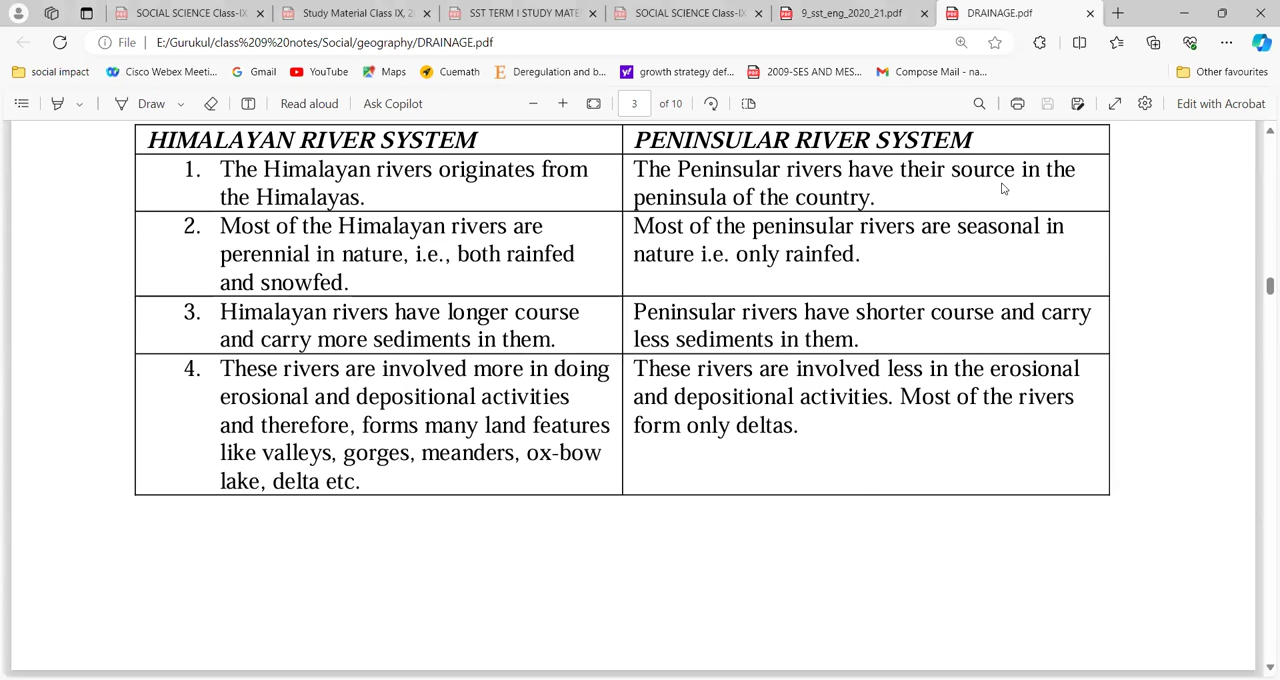 SOCIAL SCIENCE Class-IX
Study Material Class IX, 2
SST TERM I STUDY MATE
SOCIAL SCIENCE Class-IX
9_sst_eng_2020_21.pdf
DRAINAGE.pdf
File E:/Gurukul/class%209%20notes/Social/geography/DRAINAGE.pdf
social impact Cisco Webex Meeti... Gmail YouTube Maps Cuemath Deregulation and b... growth strategy def... 2009-SES AND MES... Compose Mail - na... Other favourites
Draw Read aloud Ask Copilot 3 of 10 Edit with Acrobat
HIMALAYAN RIVER SYSTEM
PENINSULAR RIVER SYSTEM
1. The Himalayan rivers originates from
the Himalayas.
The Peninsular rivers have their source in the
peninsula of the country.
2. Most of the Himalayan rivers are
perennial in nature, i.e., both rainfed
and snowfed.
Most of the peninsular rivers are seasonal in
nature i.e. only rainfed.
3. Himalayan rivers have longer course
and carry more sediments in them.
Peninsular rivers have shorter course and carry
less sediments in them.
4. These rivers are involved more in doing
erosional and depositional activities
and therefore, forms many land features
like valleys, gorges, meanders, ox-bow
lake, delta etc.
These rivers are involved less in the erosional
and depositional activities. Most of the rivers
form only deltas.